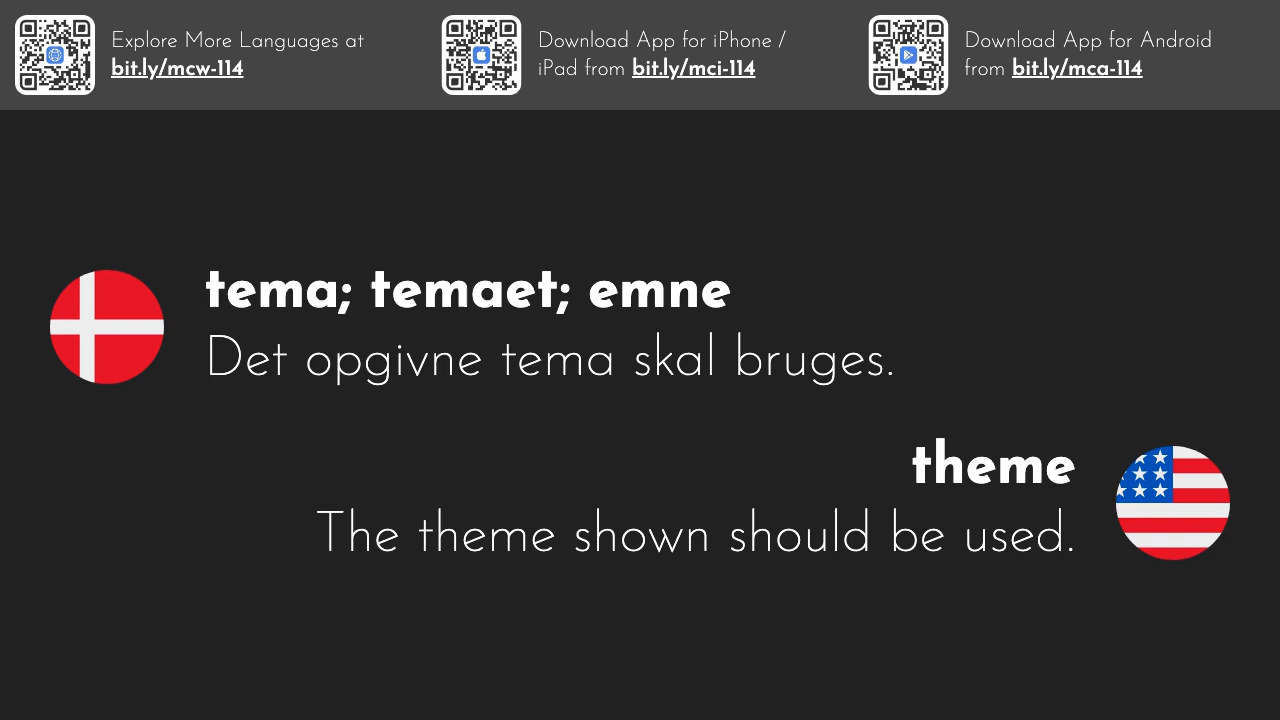 Explore More Languages at
bit.ly/mcw-114
Download App for iPhone /
iPad from bit.ly/mci-114
Download App for Android
from bit.ly/mca-114
tema; temaet; emne
Det opgivne tema skal bruges.
theme
The theme shown should be used.